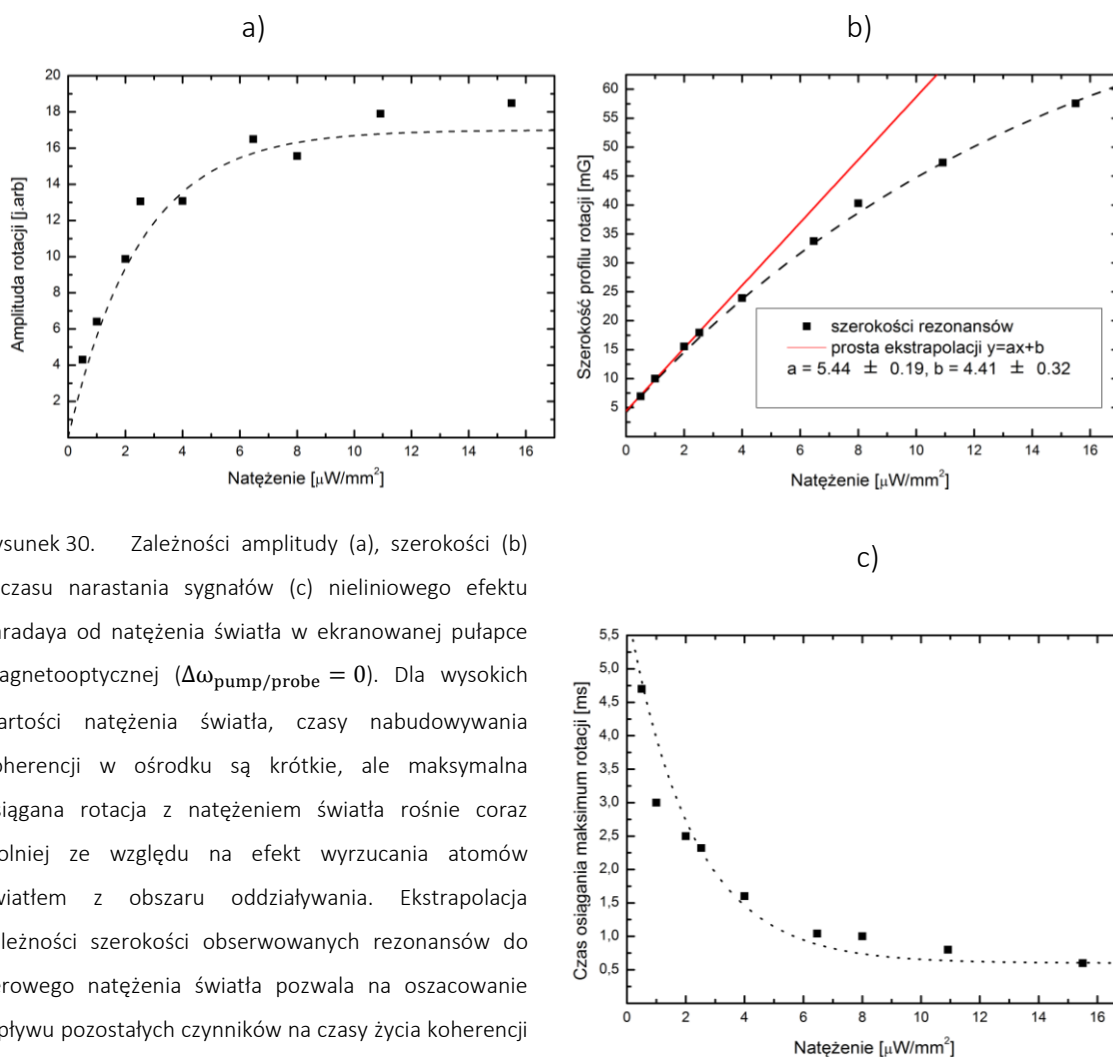 a)
20
18
16
14
12
10
8
6
4
2
0 2 4 6 8 10 12 14 16
Amplituda rotacji [j.arb]
Natężenie [μW/mm²]
b)
60
55
50
45
40
35
30
25
20
15
10
5
0 2 4 6 8 10 12 14 16
Szerokość profilu rotacji [mG]
szerokości rezonansów
prosta ekstrapolacji y=ax+b
a = 5.44 ± 0.19, b = 4.41 ± 0.32
Natężenie [μW/mm²]
ysunek 30. Zależności amplitudy (a), szerokości (b)
czasu narastania sygnałów (c) nieliniowego efektu
aradaya od natężenia światła w ekranowanej pułapce
agnetooptycznej (Δω_pump/probe = 0). Dla wysokich
artości natężenia światła, czasy nabudowywania
oherencji w ośrodku są krótkie, ale maksymalna
siągana rotacja z natężeniem światła rośnie coraz
olniej ze względu na efekt wyrzucania atomów
wiatłem z obszaru oddziaływania. Ekstrapolacja
ależności szerokości obserwowanych rezonansów do
erowego natężenia światła pozwala na oszacowanie
pływu pozostałych czynników na czasy życia koherencji
c)
5,5
5,0
4,5
4,0
3,5
3,0
2,5
2,0
1,5
1,0
0,5
0 2 4 6 8 10 12 14 16
Czas osiągania maksimum rotacji [ms]
Natężenie [μW/mm²]